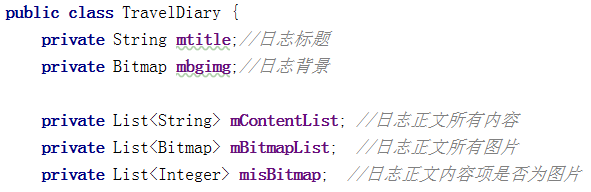 public class TravelDiary {
private String mtitle;//日志标题
private Bitmap mbgimg;//日志背景
private List<String> mContentList; //日志正文所有内容
private List<Bitmap> mBitmapList;  //日志正文所有图片
private List<Integer> misBitmap;  //日志正文内容项是否为图片